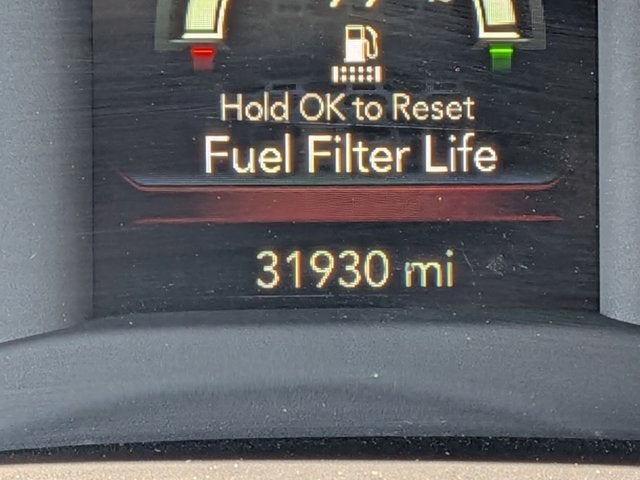 Hold OK to Reset
Fuel Filter Life
31930 mi